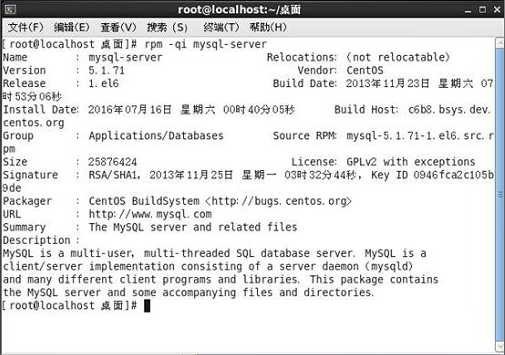 root@localhost:~/桌面
文件(F) 编辑(E) 查看(V) 搜索 (S) 终端(T) 帮助(H)
[root@localhost 桌面]# rpm -qi mysql-server
Name : mysql-server Relocations: (not relocatable)
Version : 5.1.71 Vendor: CentOS
Release : 1.el6 Build Date: 2013年11月23日 星期六 07
时53分06秒
Install Date: 2016年07月16日 星期六 00时40分05秒 Build Host: c6b8.bsys.dev.
centos.org
Group : Applications/Databases Source RPM: mysql-5.1.71-1.el6.src.r
pm
Size : 25876424 License: GPLv2 with exceptions
Signature : RSA/SHA1, 2013年11月25日 星期一 03时32分44秒, Key ID 0946fca2c105b
9de
Packager : CentOS BuildSystem <http://bugs.centos.org>
URL : http://www.mysql.com
Summary : The MySQL server and related files
Description :
MySQL is a multi-user, multi-threaded SQL database server. MySQL is a
client/server implementation consisting of a server daemon (mysqld)
and many different client programs and libraries. This package contains
the MySQL server and some accompanying files and directories.
[root@localhost 桌面]#